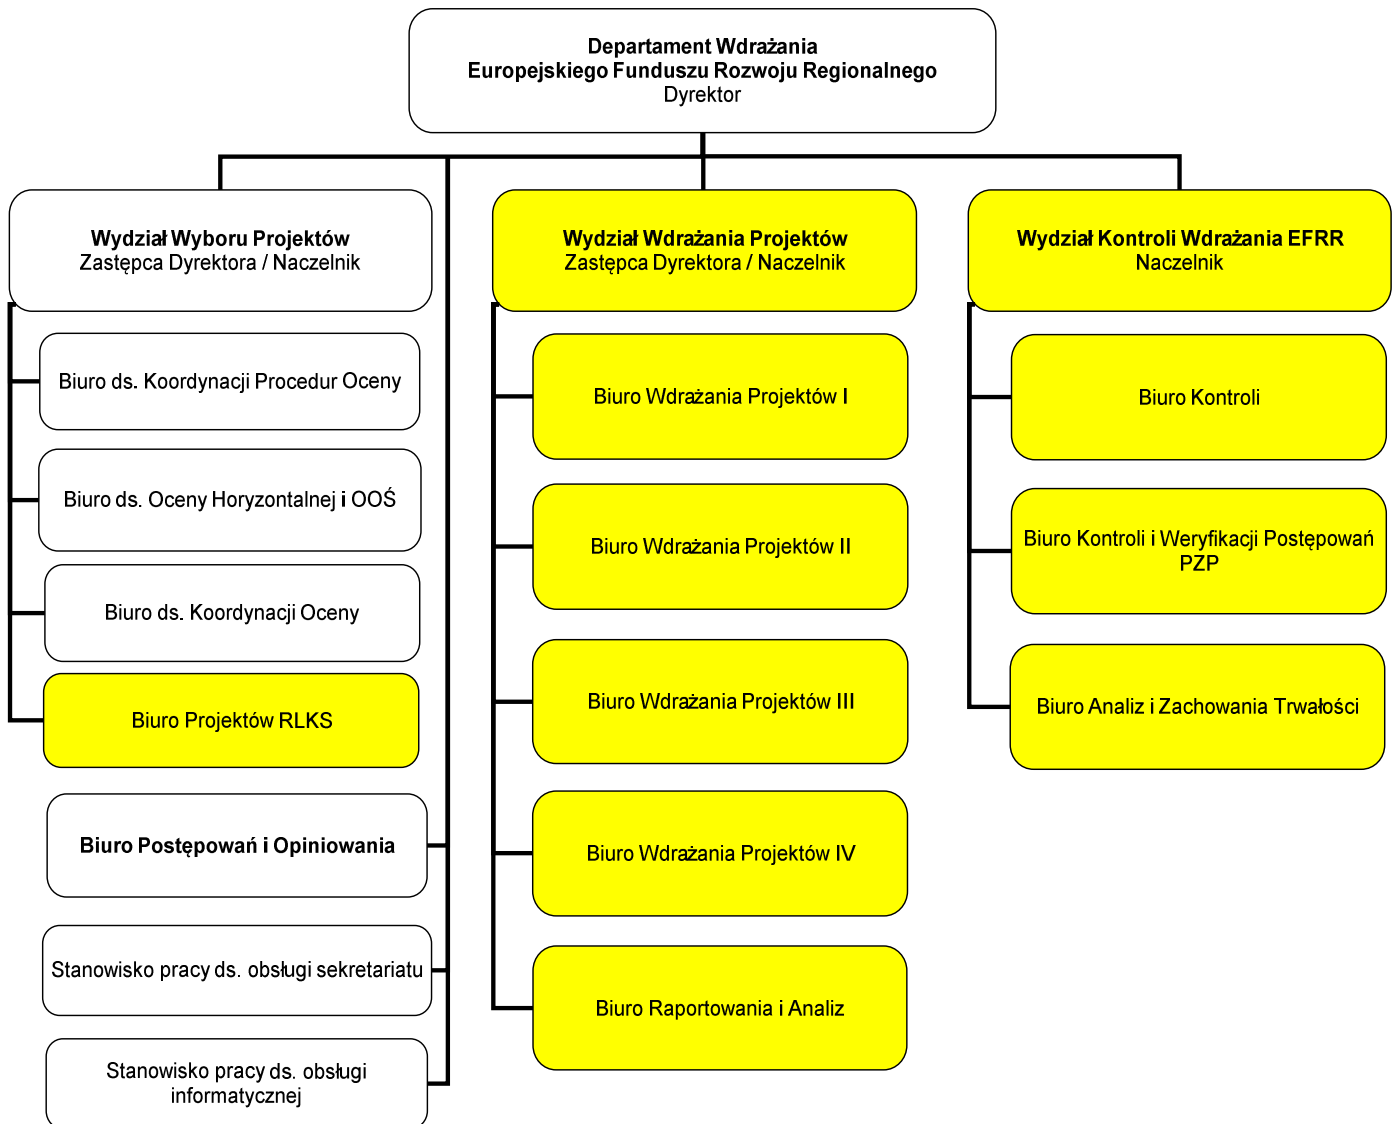 Departament Wdrażania
Europejskiego Funduszu Rozwoju Regionalnego
Dyrektor
Wydział Wyboru Projektów
Zastępca Dyrektora / Naczelnik
Biuro ds. Koordynacji Procedur Oceny
Biuro ds. Oceny Horyzontalnej i OOŚ
Biuro ds. Koordynacji Oceny
Biuro Projektów RLKS
Biuro Postępowań i Opiniowania
Stanowisko pracy ds. obsługi sekretariatu
Stanowisko pracy ds. obsługi
informatycznej
Wydział Wdrażania Projektów
Zastępca Dyrektora / Naczelnik
Biuro Wdrażania Projektów I
Biuro Wdrażania Projektów II
Biuro Wdrażania Projektów III
Biuro Wdrażania Projektów IV
Biuro Raportowania i Analiz
Wydział Kontroli Wdrażania EFRR
Naczelnik
Biuro Kontroli
Biuro Kontroli i Weryfikacji Postępowań
PZP
Biuro Analiz i Zachowania Trwałości